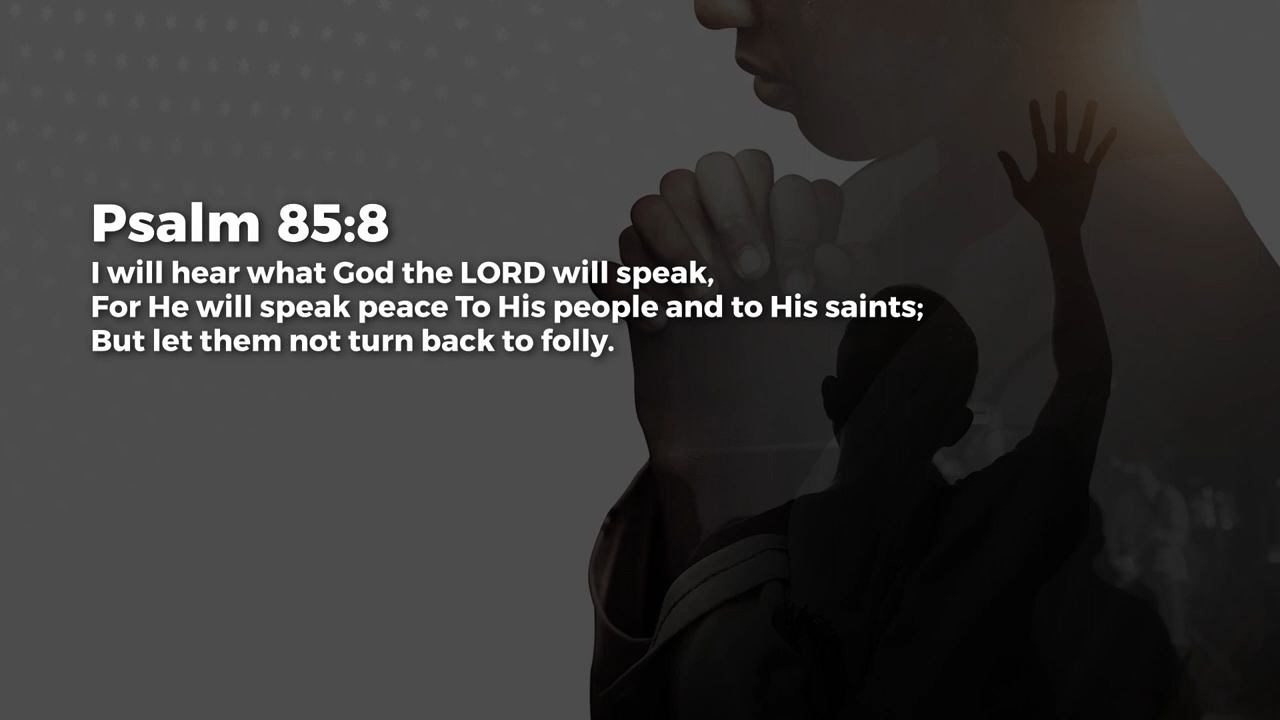 Psalm 85:8
I will hear what God the LORD will speak,
For He will speak peace To His people and to His saints;
But let them not turn back to folly.